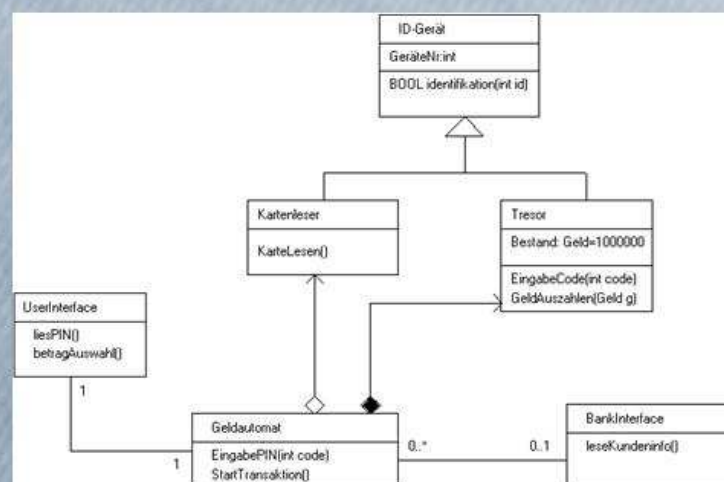 ID-Gerät
GeräteNr:int
BOOL identifikation(int id)
Kartenleser
KarteLesen()
Tresor
Bestand: Geld=1000000
EingabeCode(int code)
GeldAuszahlen(Geld g)
UserInterface
liesPIN()
betragAuswahl()
1
1
Geldautomat
EingabePIN(int code)
StartTransaktion()
0..*
0..1
BankInterface
leseKundeninfo()